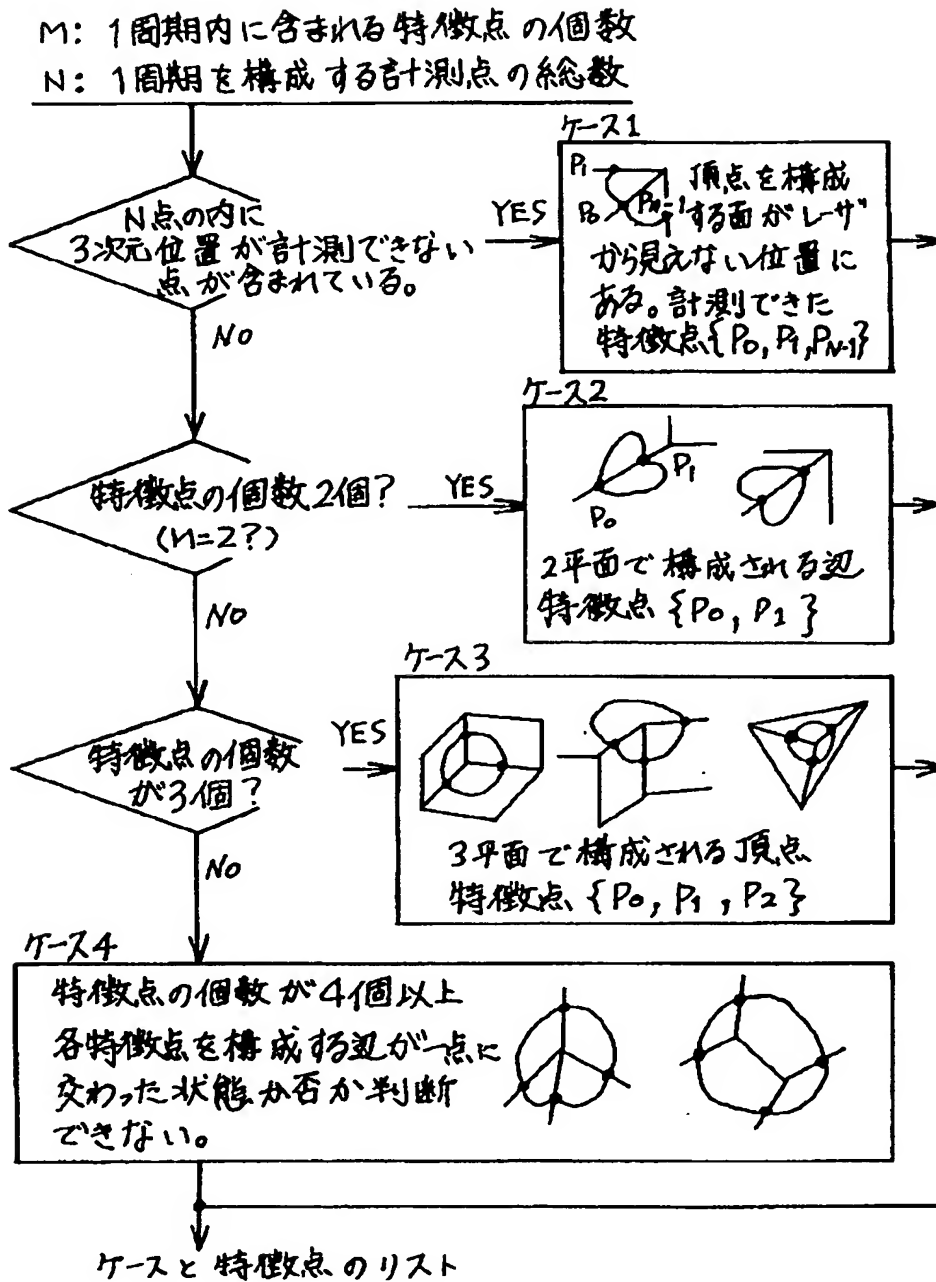 M: 1周期内に含まれる特徴点の個数
N: 1周期を構成する計測点の総数
ケース1
N点の内に
3次元位置が計測できない
点が含まれている。
YES
NO
P1
P0
PN-1
頂点を構成
する面がレーザ
から見えない位置に
ある。計測できた
特徴点{P0, P1, PN-1}
ケース2
特徴点の個数2個?
(M=2?)
YES
NO
P1
P0
2平面で構成される辺
特徴点 {P0, P1}
ケース3
特徴点の個数
が3個?
YES
NO
3平面で構成される頂点
特徴点 {P0, P1, P2}
ケース4
特徴点の個数が4個以上
各特徴点を構成する辺が一点に
交わった状態か否か判断
できない。
ケースと特徴点のリスト